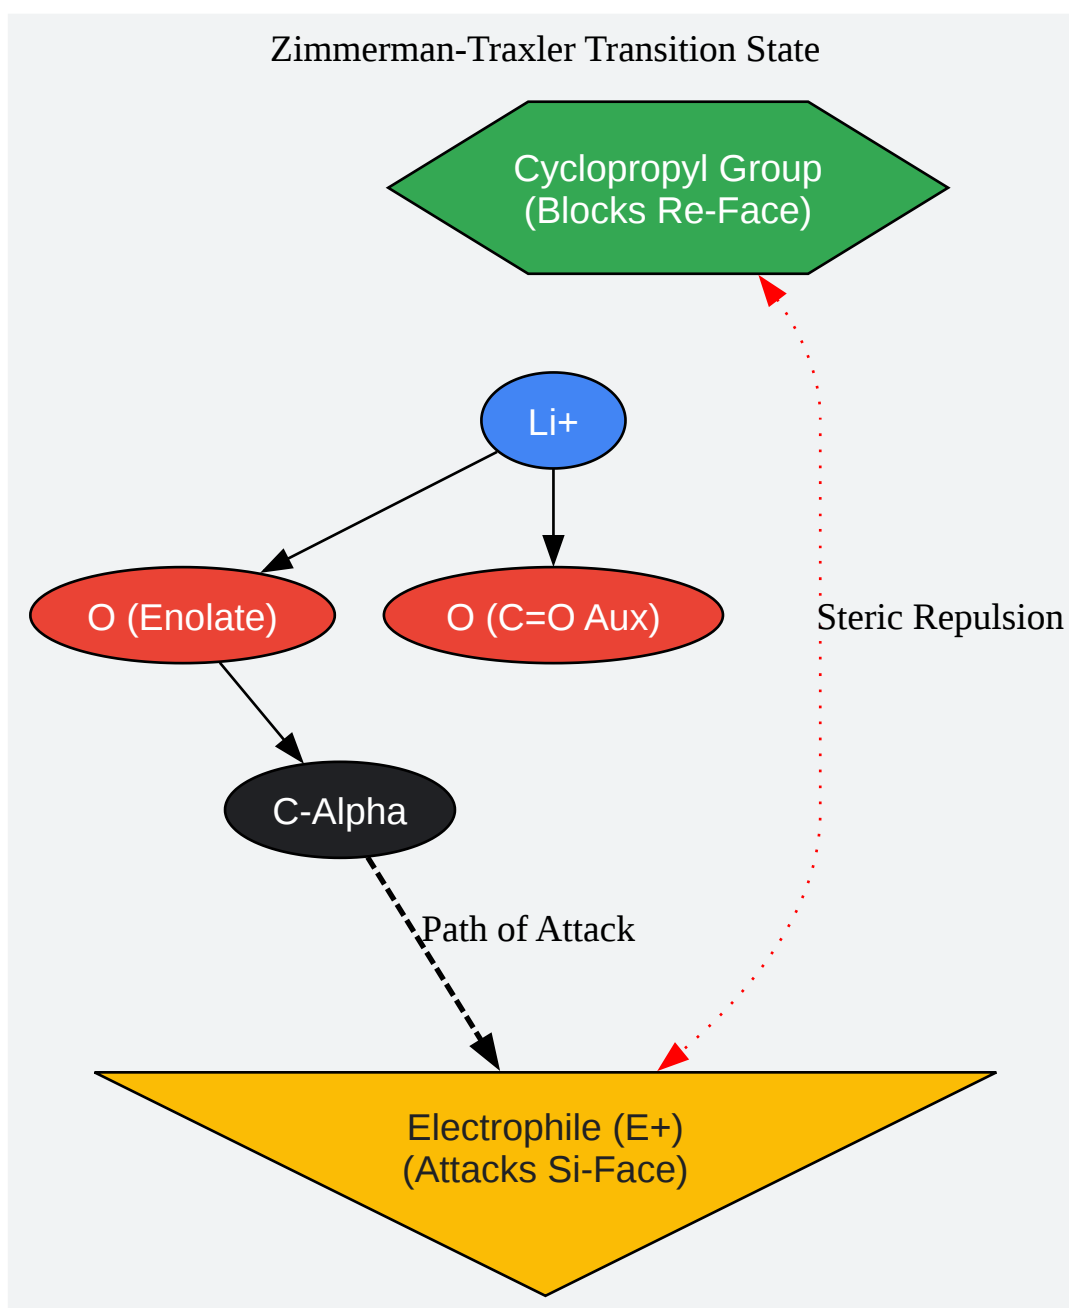 Zimmerman-Traxler Transition State
Cyclopropyl Group
(Blocks Re-Face)
Li+
O (Enolate)
O (C=O Aux)
Steric Repulsion
C-Alpha
Path of Attack
Electrophile (E+)
(Attacks Si-Face)